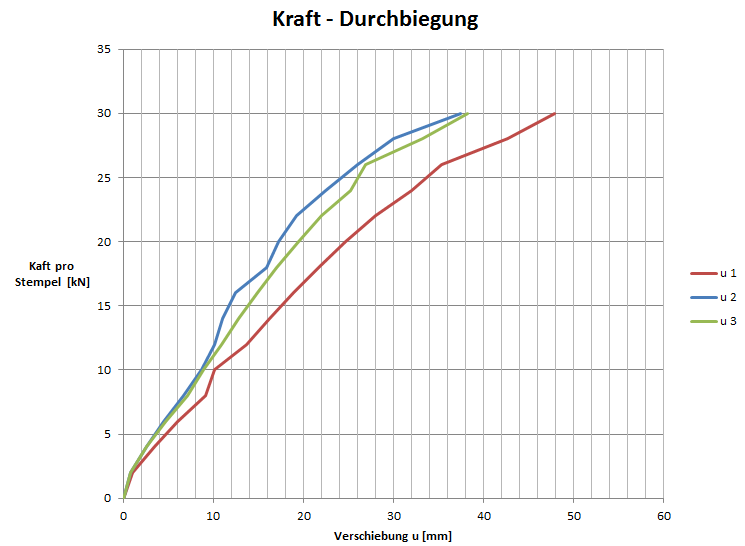 Kraft - Durchbiegung
35
30
25
20
15
10
5
0
Kaft pro
Stempel [kN]
0 10 20 30 40 50 60
Verschiebung u [mm]
u 1
u 2
u 3